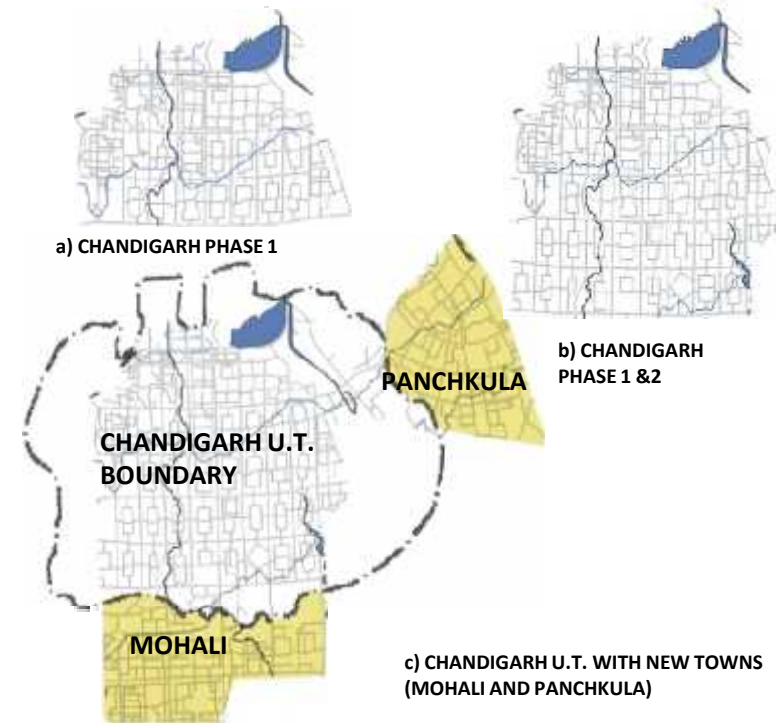 a) CHANDIGARH PHASE 1
b) CHANDIGARH
PHASE 1 &2
PANCHKULA
CHANDIGARH U.T.
BOUNDARY
MOHALI
c) CHANDIGARH U.T. WITH NEW TOWNS
(MOHALI AND PANCHKULA)